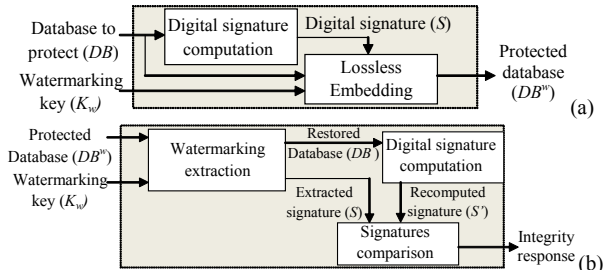 Database to
protect (DB)
Digital signature
computation
Digital signature (S)
Watermarking
key (Kw)
Lossless
Embedding
Protected
database
(DBw)
(a)
Protected
Database (DBw)
Watermarking
key (Kw)
Watermarking
extraction
Restored
Database (DB)
Digital signature
computation
Extracted
signature (S)
Recomputed
signature (S')
Signatures
comparison
Integrity
response
(b)